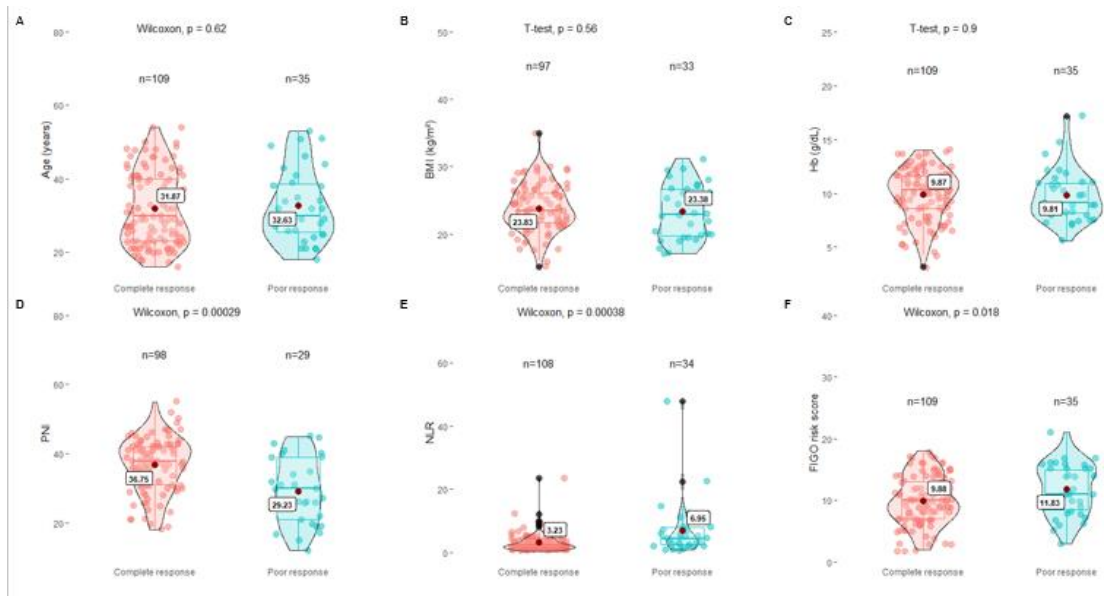 A
Wilcoxon, p = 0.62
80
60
40
20
Age (years)
n=109
n=35
31.87
32.63
Complete response
Poor response
B
T-test, p = 0.56
50
40
30
20
BMI (kg/m²)
n=97
n=33
23.83
23.38
Complete response
Poor response
C
T-test, p = 0.9
25
20
15
10
5
Hb (g/dL)
n=109
n=35
9.87
9.81
Complete response
Poor response
D
Wilcoxon, p = 0.00029
80
60
40
20
PNI
n=98
n=29
36.75
29.23
Complete response
Poor response
E
Wilcoxon, p = 0.00038
60
40
20
0
NLR
n=108
n=34
3.23
6.95
Complete response
Poor response
F
Wilcoxon, p = 0.018
40
30
20
10
0
FIGO risk score
n=109
n=35
9.88
11.83
Complete response
Poor response